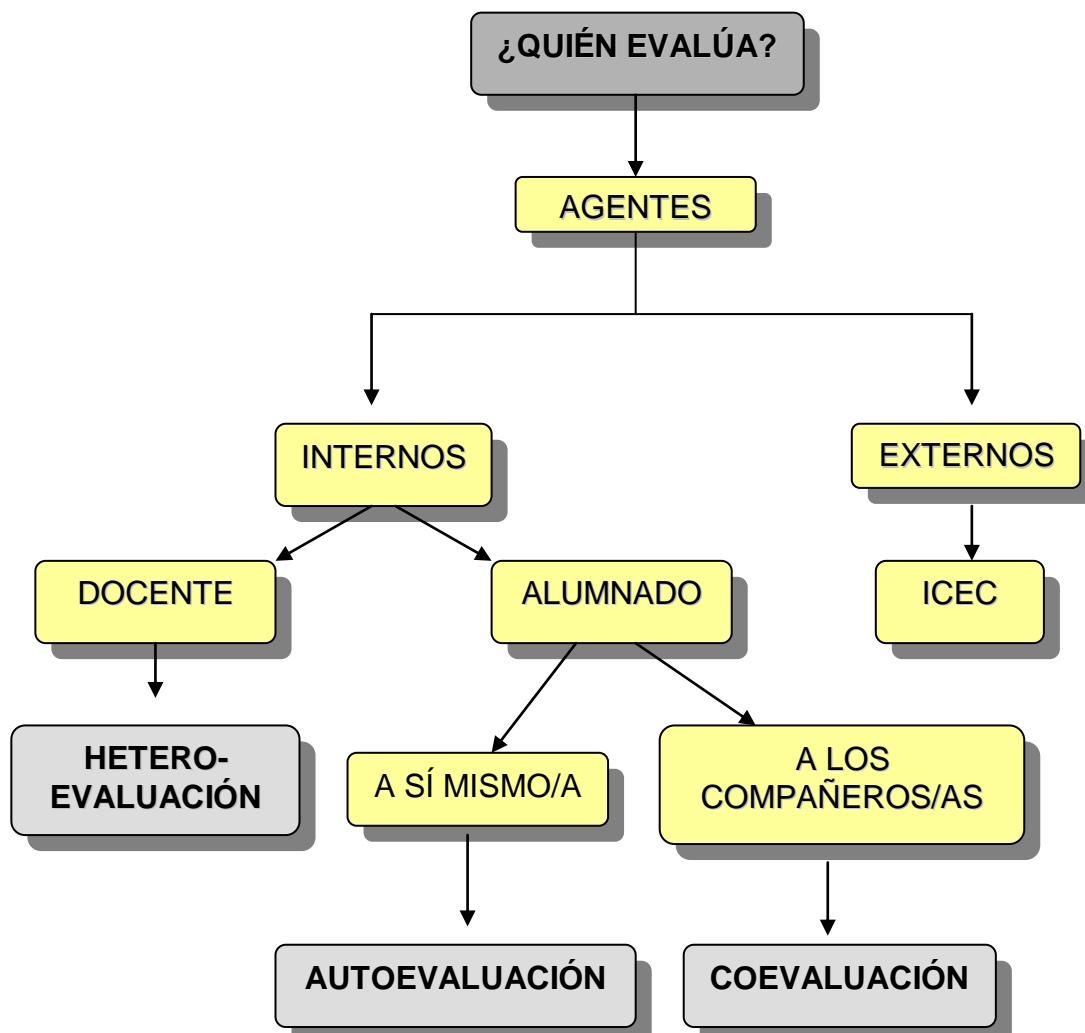 ¿QUIÉN EVALÚA?
AGENTES
INTERNOS
EXTERNOS
DOCENTE
ALUMNADO
ICEC
HETERO-
EVALUACIÓN
A SÍ MISMO/A
A LOS
COMPAÑEROS/AS
AUTOEVALUACIÓN
COEVALUACIÓN